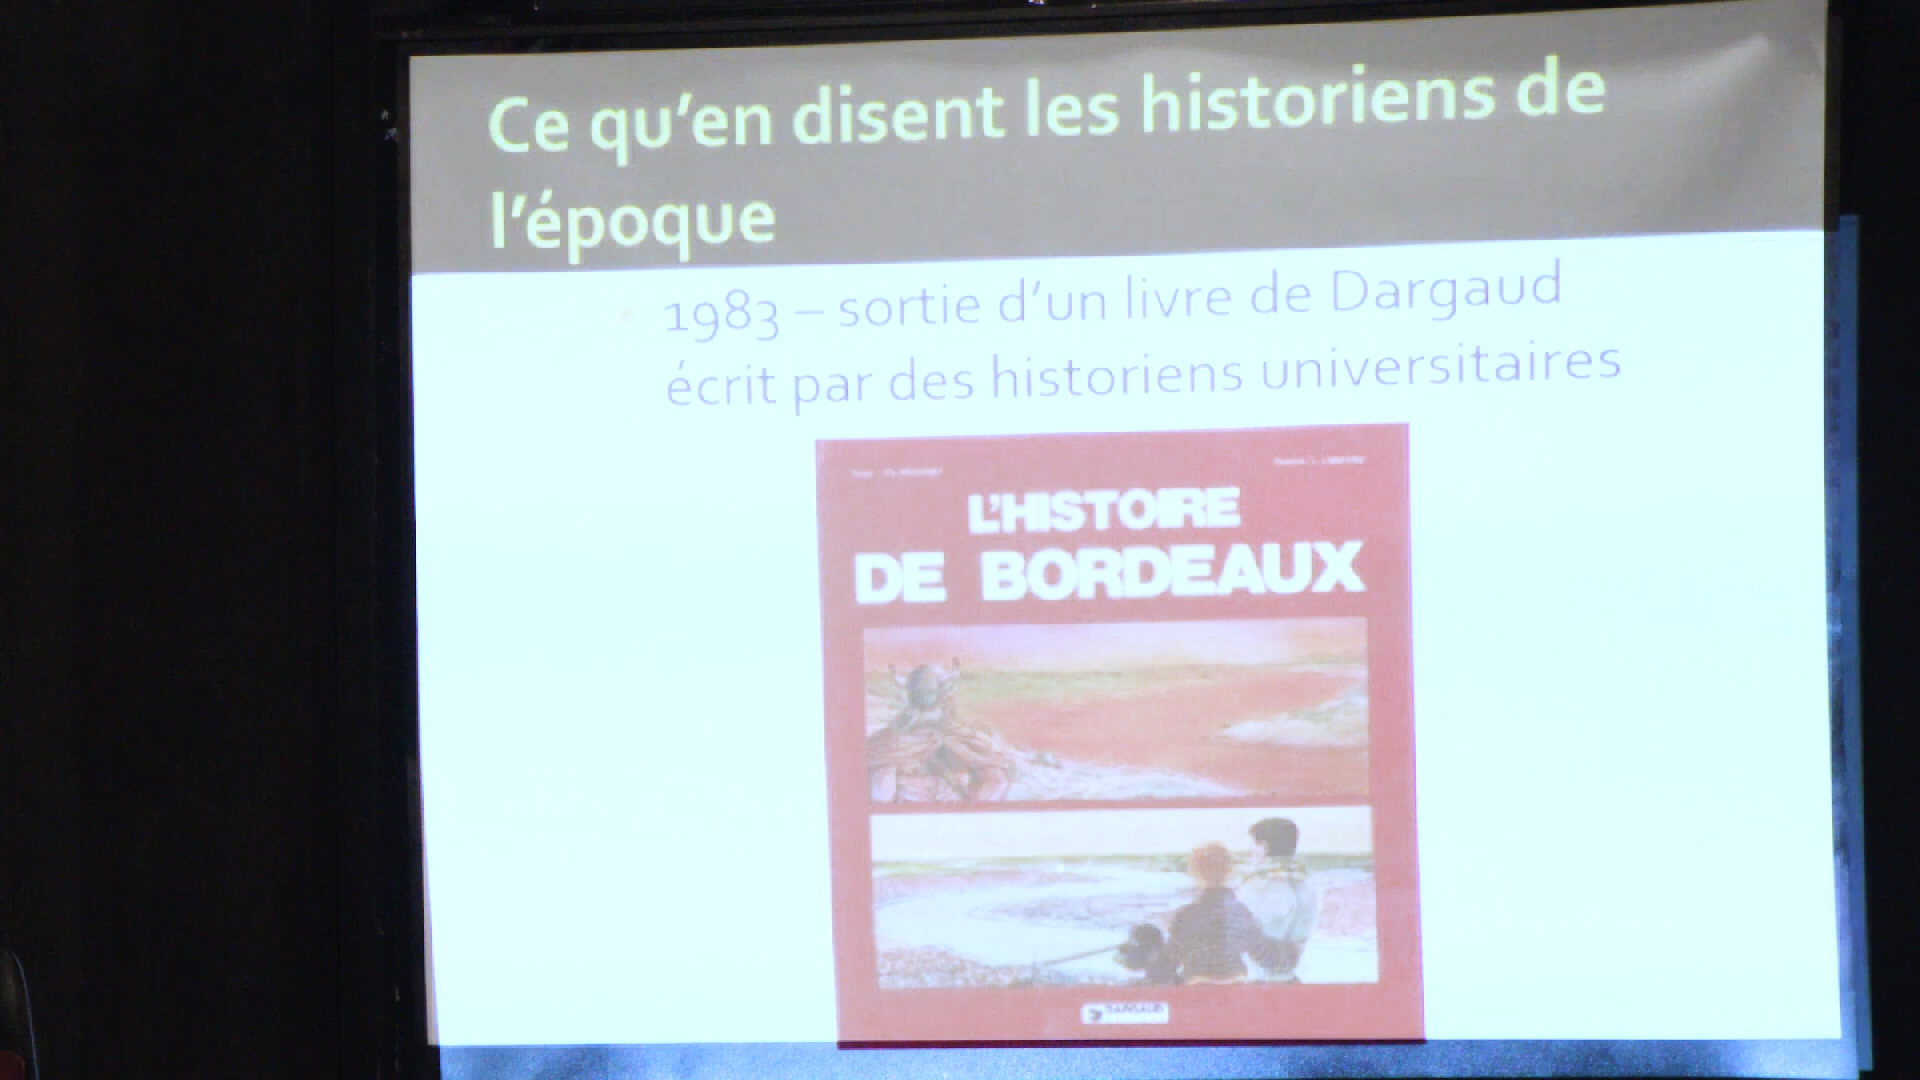 Ce qu'en disent les historiens de
l'époque
1983 – sortie d'un livre de Dargaud
écrit par des historiens universitaires
L'HISTOIRE
DE BORDEAUX
DARGAUD